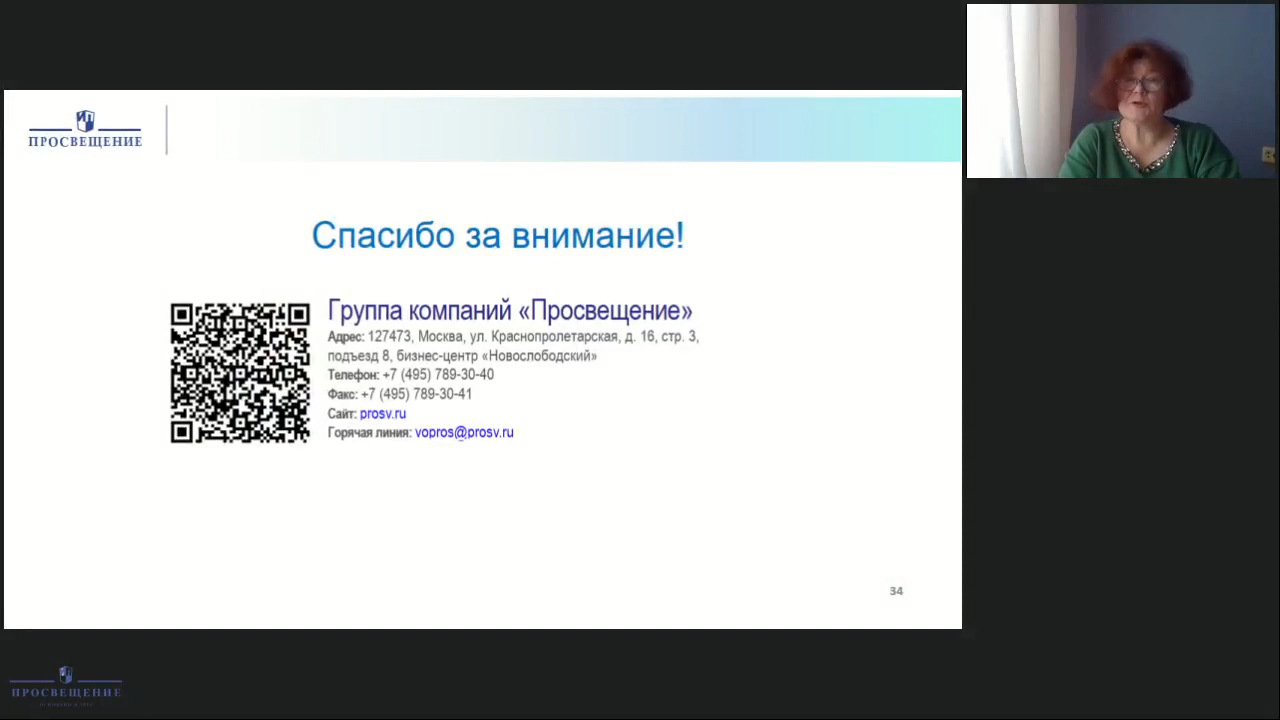 ПРОСВЕЩЕНИЕ
Спасибо за внимание!
Группа компаний «Просвещение»
Адрес: 127473, Москва, ул. Краснопролетарская, д. 16, стр. 3,
подъезд 8, бизнес-центр «Новослободский»
Телефон: +7 (495) 789-30-40
Факс: +7 (495) 789-30-41
Сайт: prosv.ru
Горячая линия: vopros@prosv.ru
34
ПРОСВЕЩЕНИЕ